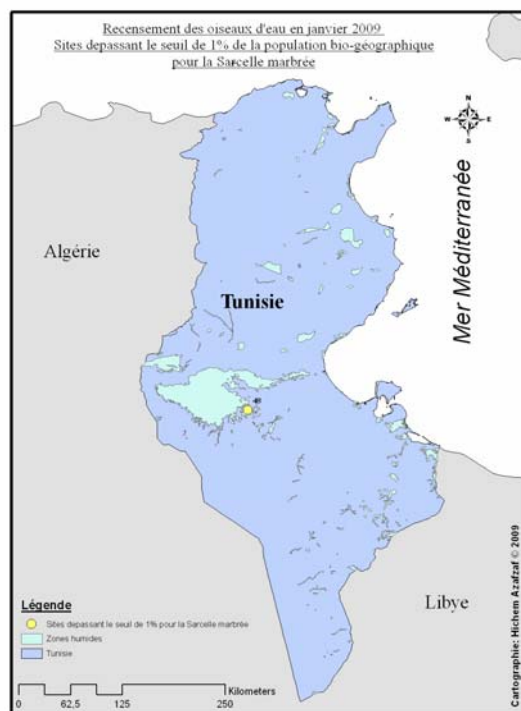 Recensement des oiseaux d'eau en janvier 2009
Sites depassant le seuil de 1% de la population bio-géographique
pour la Sarcelle marbrée
N
W E
S
Mer Méditerranée
Algérie
Tunisie
Libye
Légende
Sites depassant le seuil de 1% pour la Sarcelle marbrée
Zones humides
Tunisie
Kilometers
0 62,5 125 250
Cartographie: Hichem Azafzaf © 2009